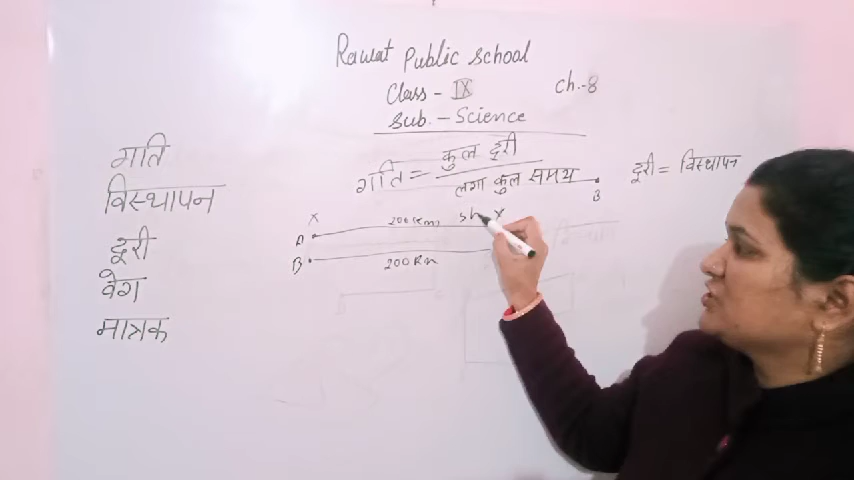 Rawat Public School
Class - IX Ch.-8
Sub. - Science
गति
विस्थापन
दूरी
वेग
मात्रक
गति = कुल दूरी
लगा कुल समय
दूरी = विस्थापन
B
X
A 200 Km 5h Y
B 200 Km